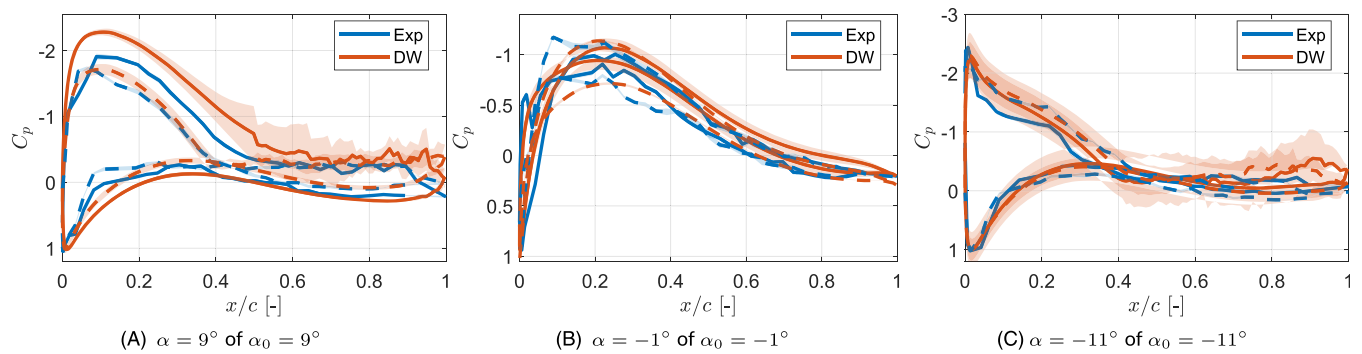 -2
-1
0
1
C_p
Exp
DW
0 0.2 0.4 0.6 0.8 1
x/c [-]
(A) α = 9° of α₀ = 9°
-1
-0.5
0
0.5
1
C_p
Exp
DW
0 0.2 0.4 0.6 0.8 1
x/c [-]
(B) α = −1° of α₀ = −1°
-3
-2
-1
0
1
C_p
Exp
DW
0 0.2 0.4 0.6 0.8 1
x/c [-]
(C) α = −11° of α₀ = −11°